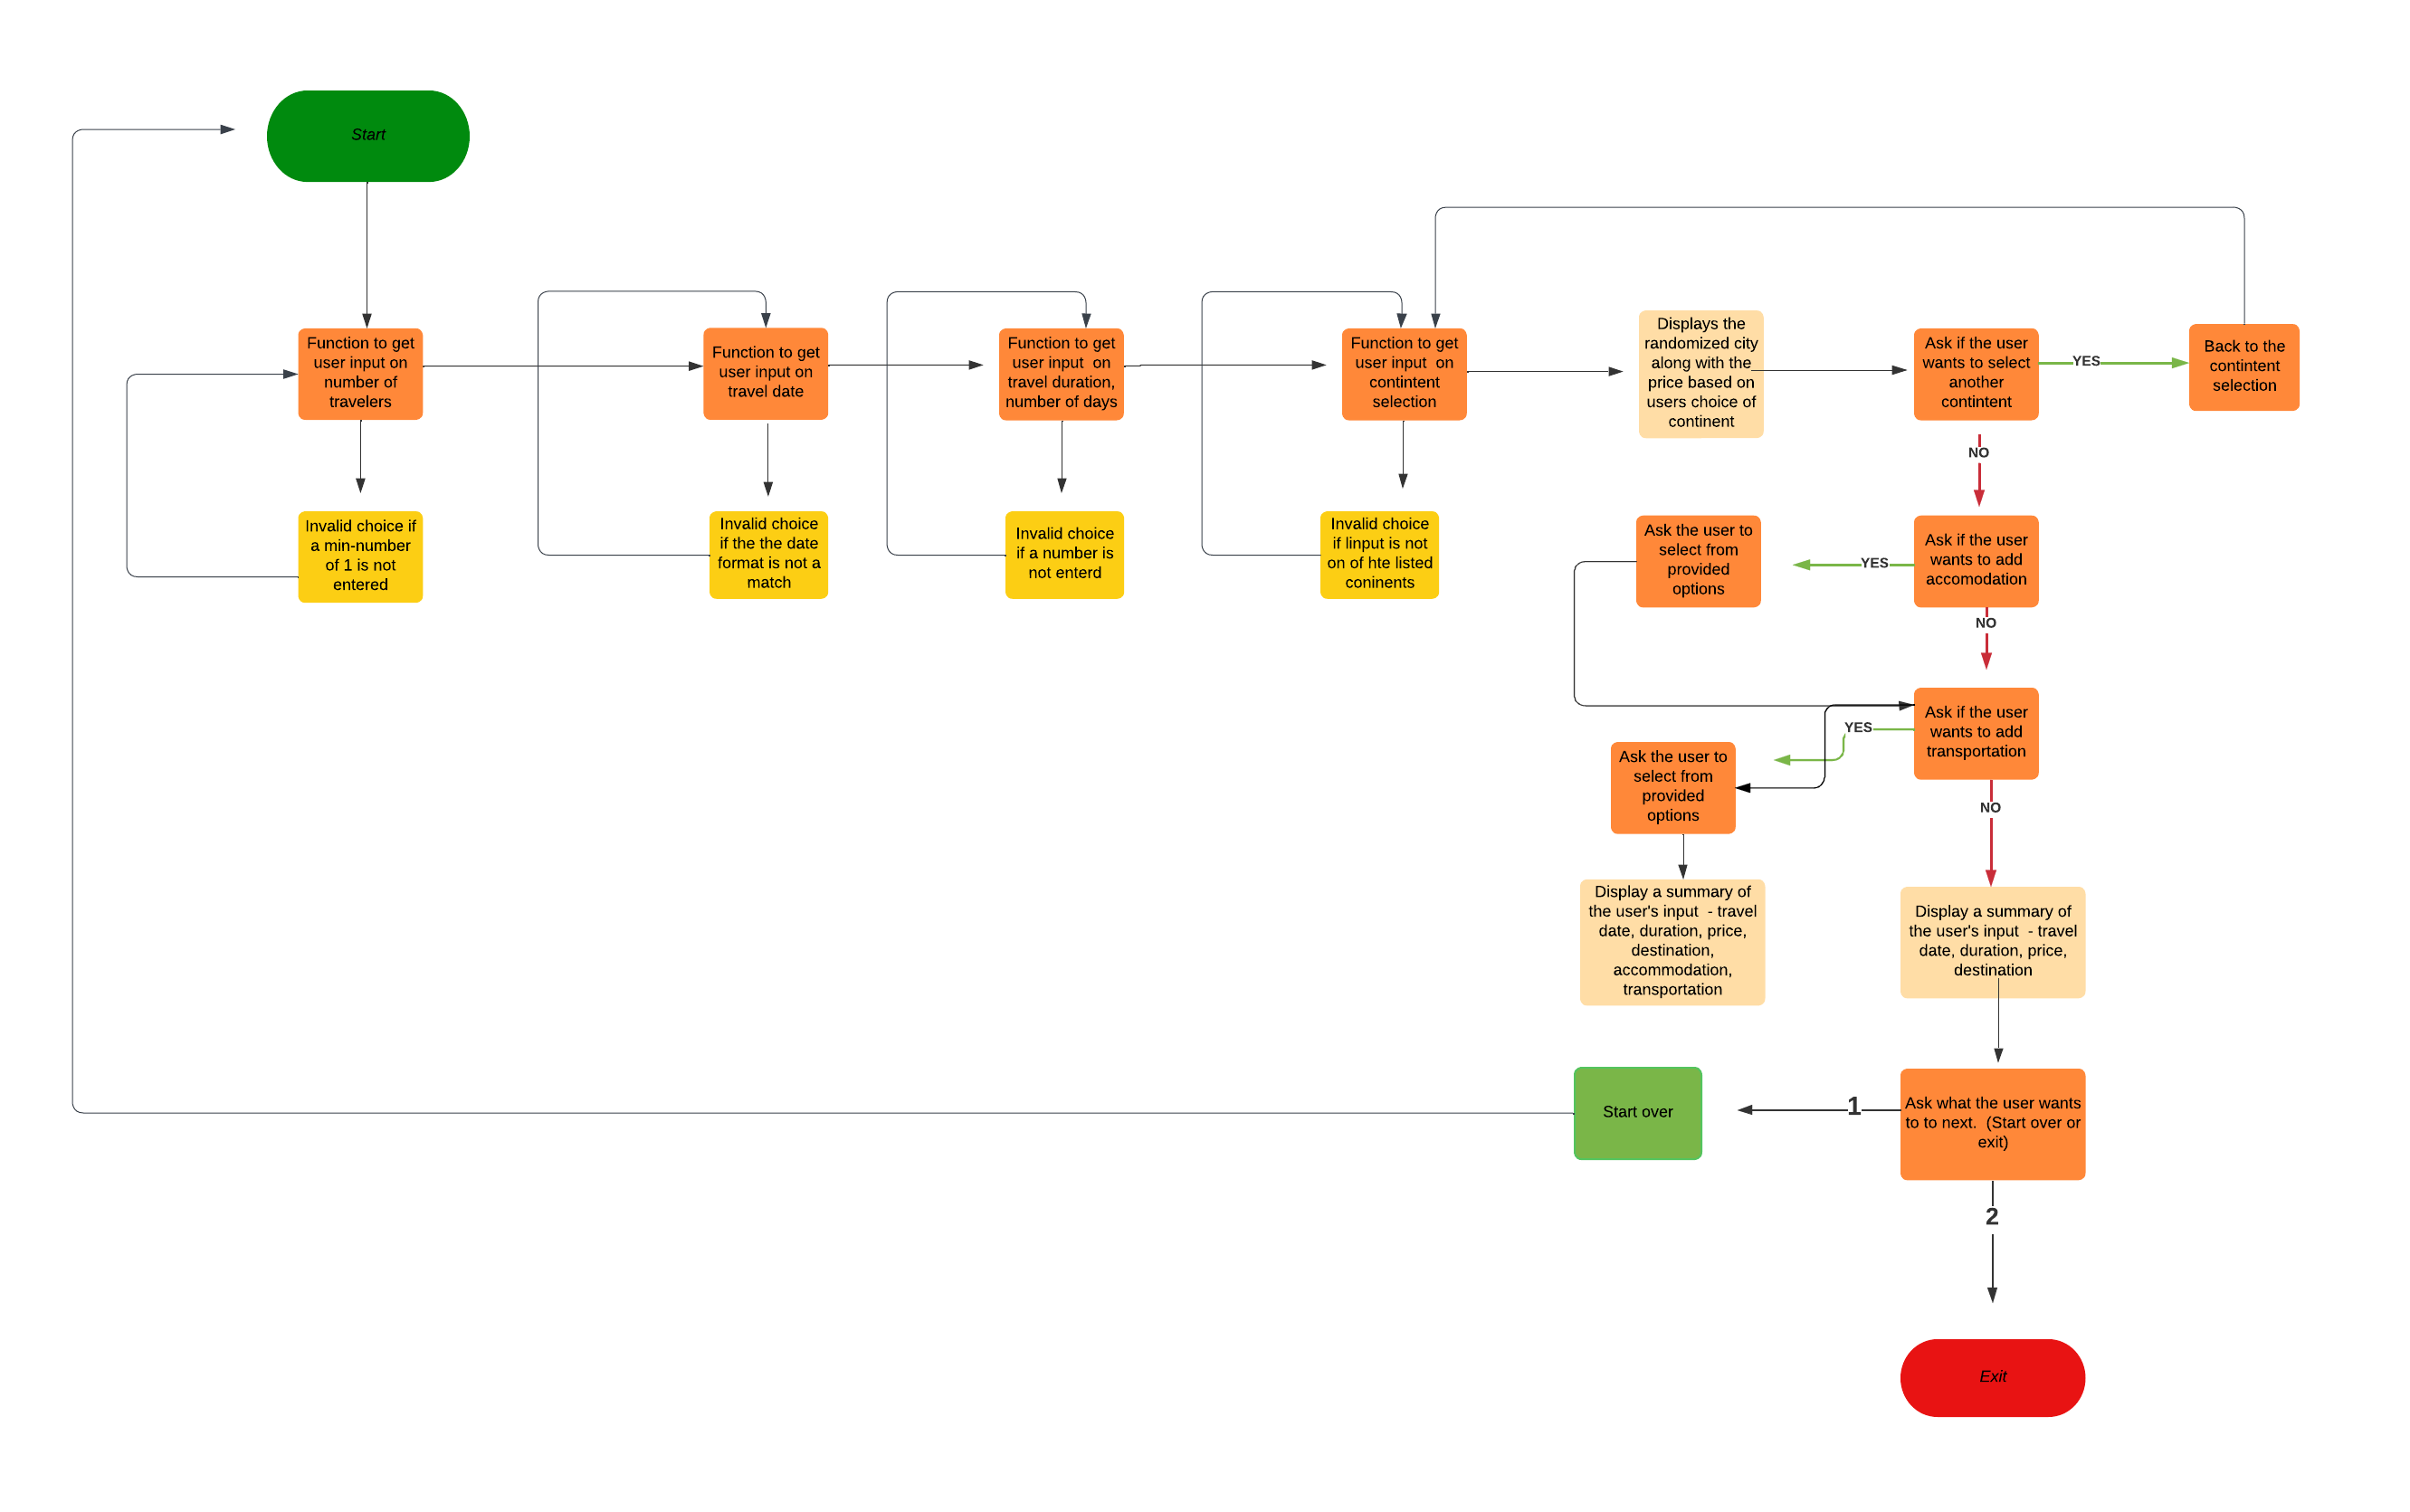 Start
Function to get
user input on
number of
travelers
Function to get
user input on
travel date
Function to get
user input  on
travel duration,
number of days
Function to get
user input  on
contintent
selection
Displays the
randomized city
along with the
price based on
users choice of
continent
Ask if the user
wants to select
another
contintent
YES
Back to the
contintent
selection
NO
Invalid choice if
a min-number
of 1 is not
entered
Invalid choice
if the the date
format is not a
match
Invalid choice
if a number is
not enterd
Invalid choice
if linput is not
on of hte listed
coninents
Ask the user to
select from
provided
options
YES
Ask if the user
wants to add
accomodation
NO
Ask if the user
wants to add
transportation
YES
Ask the user to
select from
provided
options
NO
Display a summary of
the user's input  - travel
date, duration, price,
destination,
accommodation,
transportation
Display a summary of
the user's input  - travel
date, duration, price,
destination
Start over
1
Ask what the user wants
to to next.  (Start over or
exit)
2
Exit